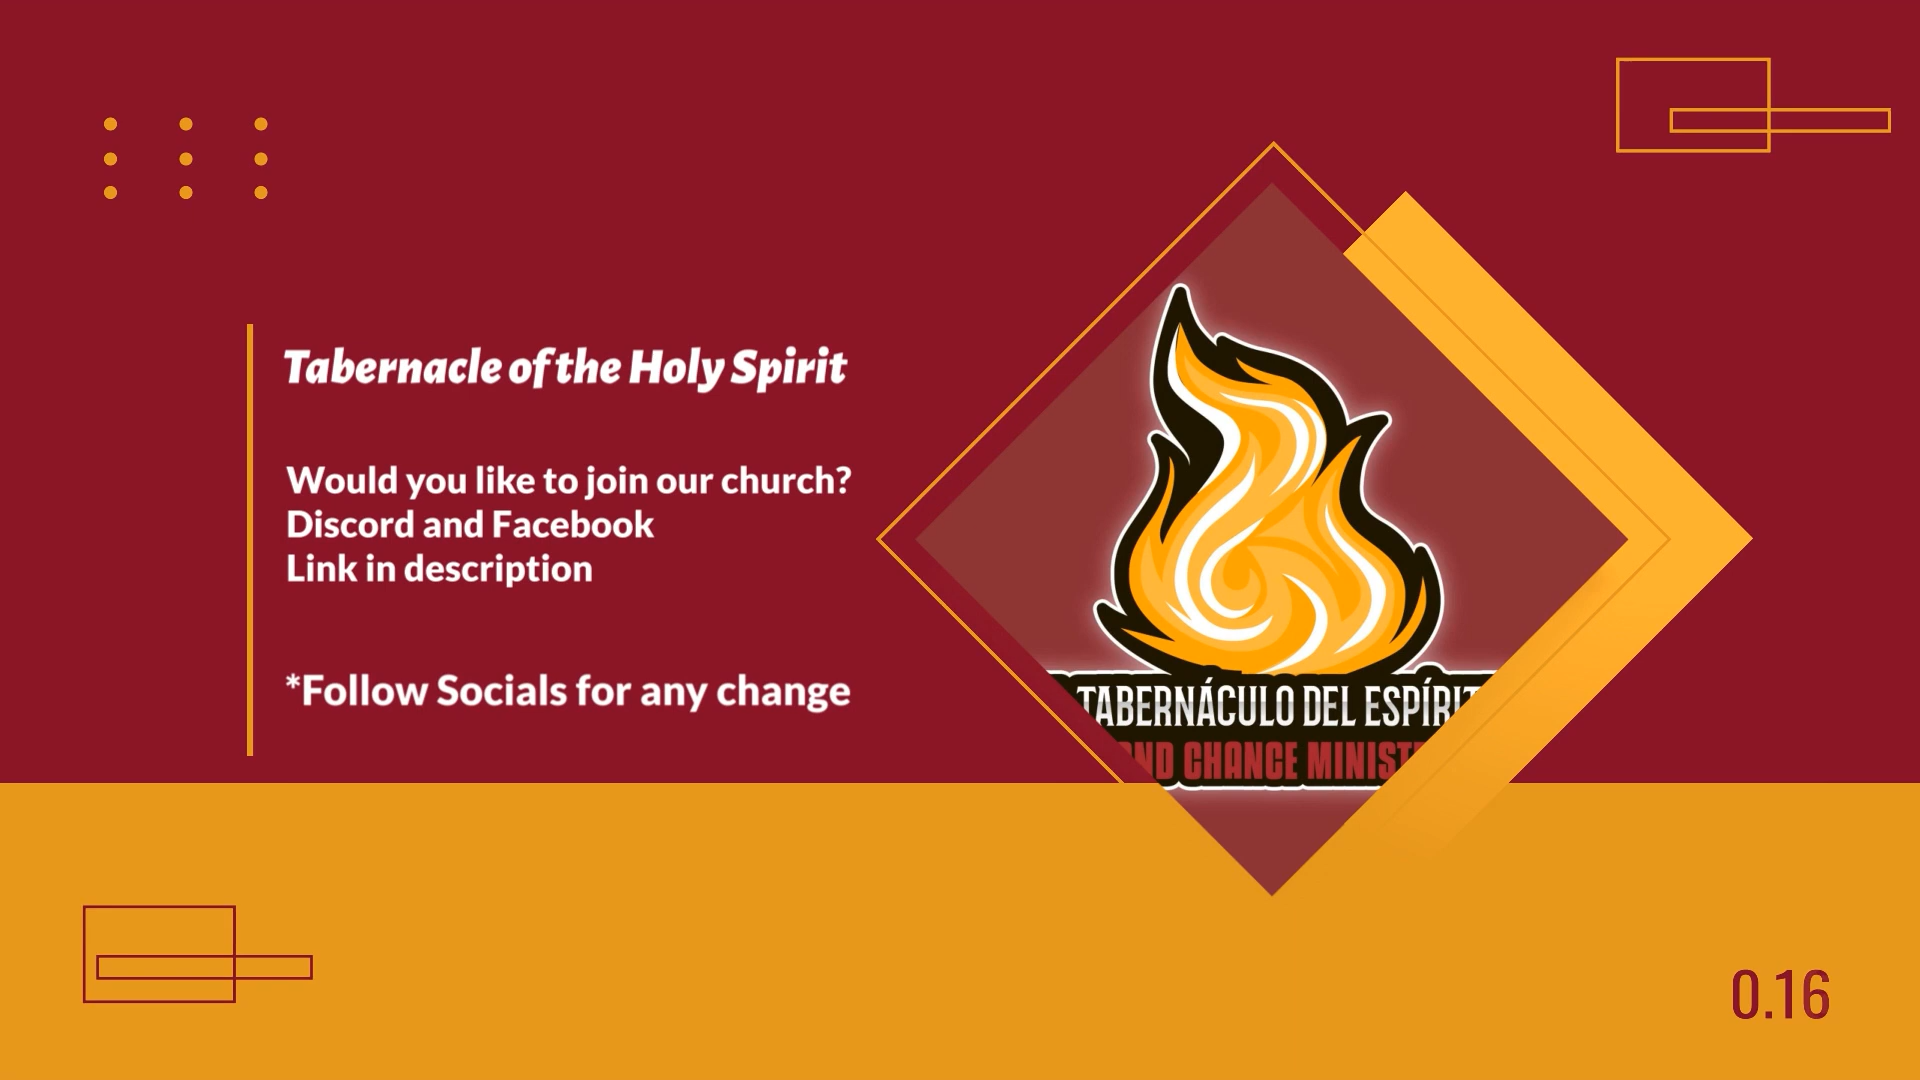 Tabernacle of the Holy Spirit
Would you like to join our church?
Discord and Facebook
Link in description
*Follow Socials for any change
TABERNÁCULO DEL
CHANCE
0.16